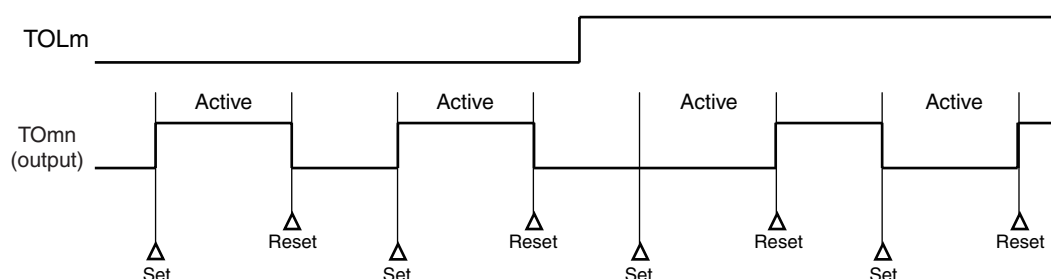 TOLm
Active Active Active Active
TOmn
(output)
Reset Reset Reset Reset
Set Set Set Set